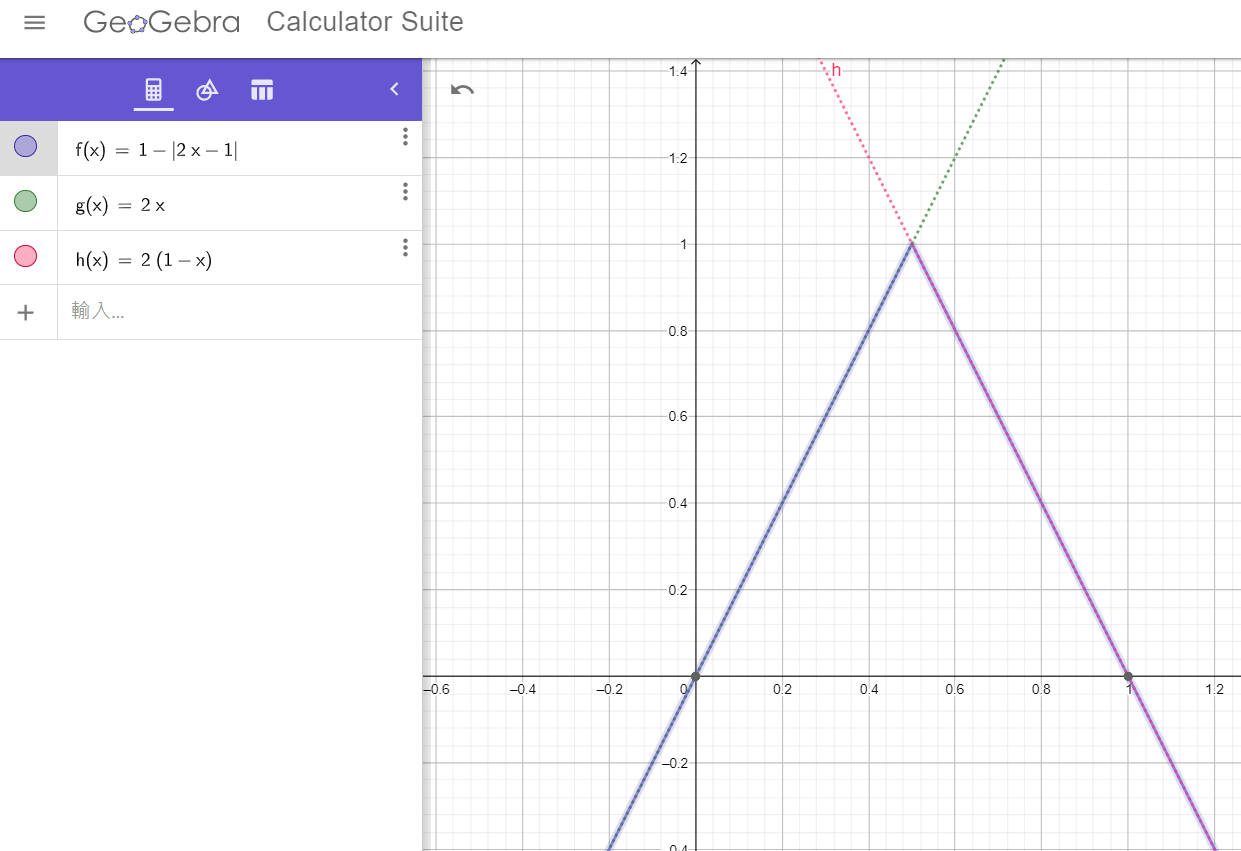 GeoGebra Calculator Suite
f(x) = 1 − |2 x − 1|
g(x) = 2 x
h(x) = 2 (1 − x)
+ 輸入...
h
1.4
1.2
1
0.8
0.6
0.4
0.2
−0.6 −0.4 −0.2 0 0.2 0.4 0.6 0.8 1 1.2
−0.2